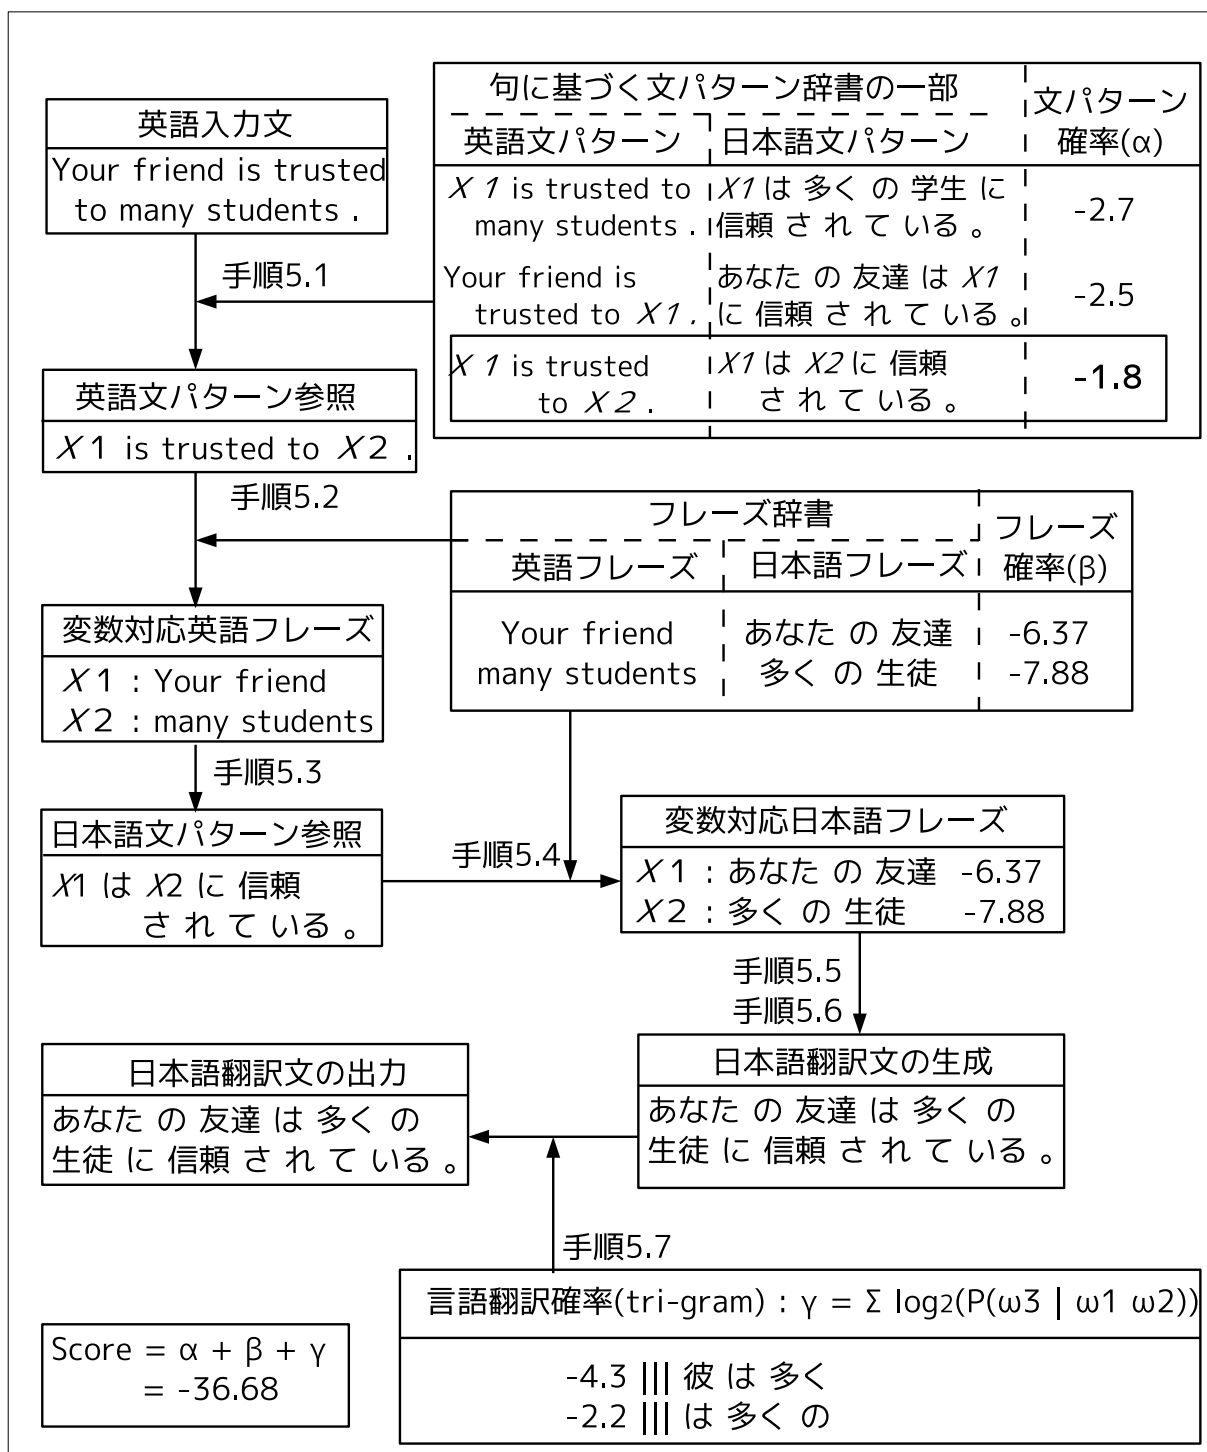 英語入力文
Your friend is trusted
to many students .
句に基づく文パターン辞書の一部
文パターン
確率(α)
英語文パターン
日本語文パターン
X 1 is trusted to
many students .
X1 は 多く の 学生 に
信頼 さ れ て いる 。
-2.7
Your friend is
trusted to X1 .
あなた の 友達 は X1
に 信頼 さ れ て いる 。
-2.5
X 1 is trusted
to X2 .
X1 は X2 に 信頼
さ れ て いる 。
-1.8
手順5.1
英語文パターン参照
X1 is trusted to X2 .
手順5.2
フレーズ辞書
フレーズ
確率(β)
英語フレーズ
日本語フレーズ
Your friend
あなた の 友達
-6.37
many students
多く の 生徒
-7.88
変数対応英語フレーズ
X1 : Your friend
X2 : many students
手順5.3
日本語文パターン参照
X1 は X2 に 信頼
さ れ て いる 。
手順5.4
変数対応日本語フレーズ
X1 : あなた の 友達 -6.37
X2 : 多く の 生徒 -7.88
手順5.5
手順5.6
日本語翻訳文の生成
あなた の 友達 は 多く の
生徒 に 信頼 さ れ て いる 。
日本語翻訳文の出力
あなた の 友達 は 多く の
生徒 に 信頼 さ れ て いる 。
手順5.7
言語翻訳確率(tri-gram) : γ = Σ log2(P(ω3 | ω1 ω2))
-4.3 ||| 彼 は 多く
-2.2 ||| は 多く の
Score = α + β + γ
= -36.68